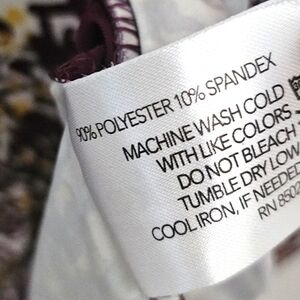 90% POLYESTER 10% SPANDEX
MACHINE WASH COLD
WITH LIKE COLORS
DO NOT BLEACH
TUMBLE DRY LOW
COOL IRON, IF NEEDED
RN